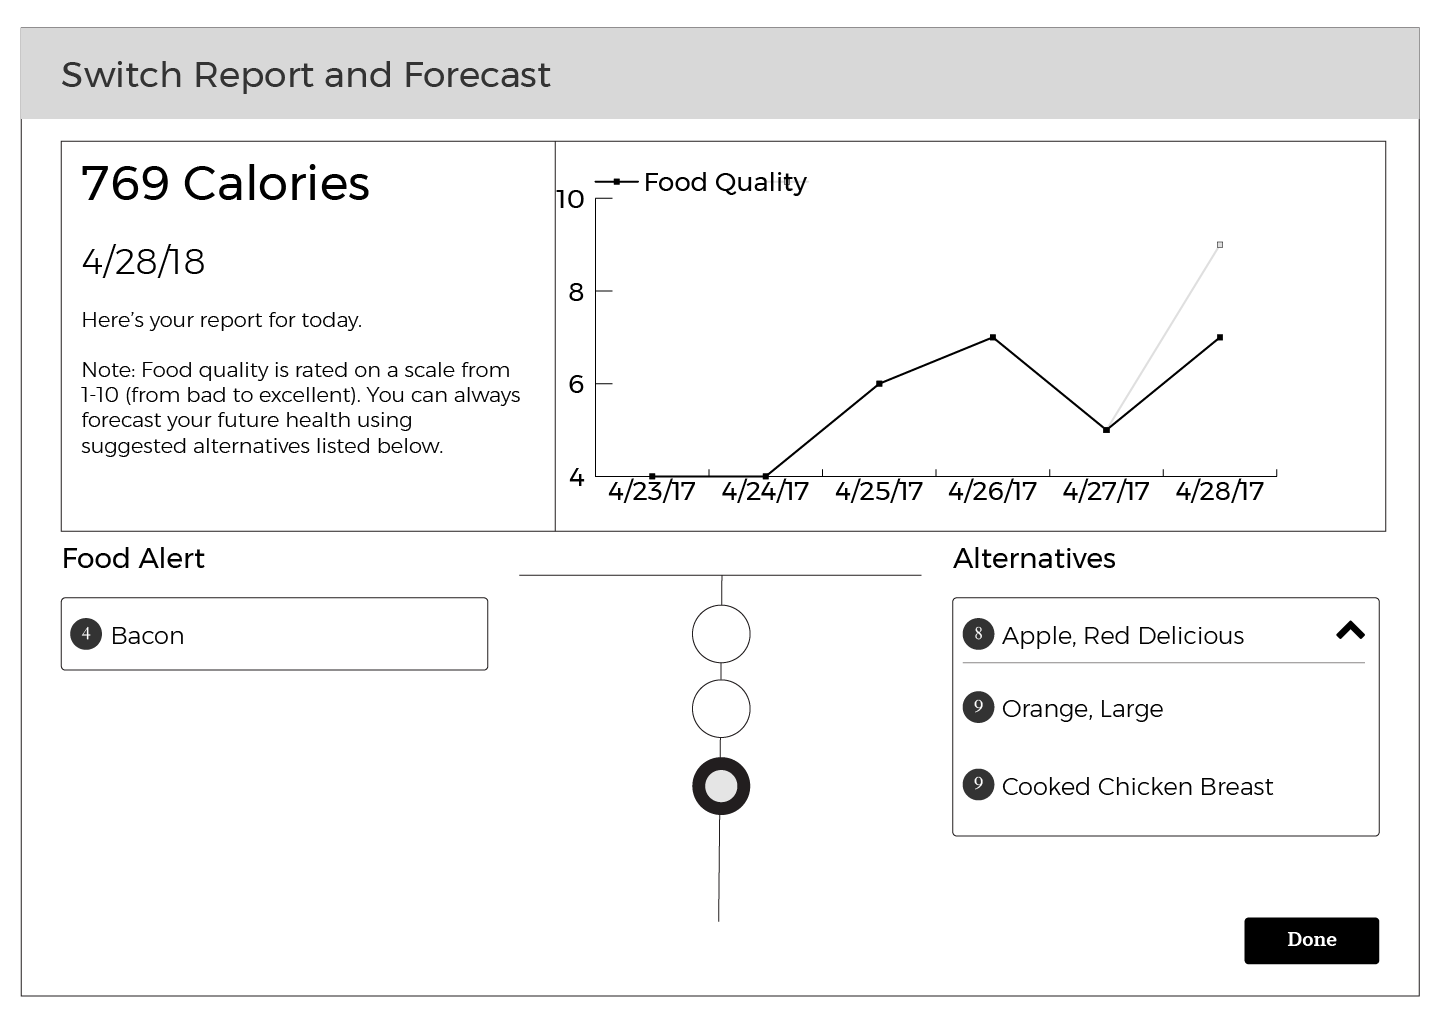 Switch Report and Forecast
769 Calories
4/28/18
Here’s your report for today.
Note: Food quality is rated on a scale from
1-10 (from bad to excellent). You can always
forecast your future health using
suggested alternatives listed below.
Food Quality
10
8
6
4
4/23/17 4/24/17 4/25/17 4/26/17 4/27/17 4/28/17
Food Alert
4 Bacon
Alternatives
8 Apple, Red Delicious
9 Orange, Large
9 Cooked Chicken Breast
Done